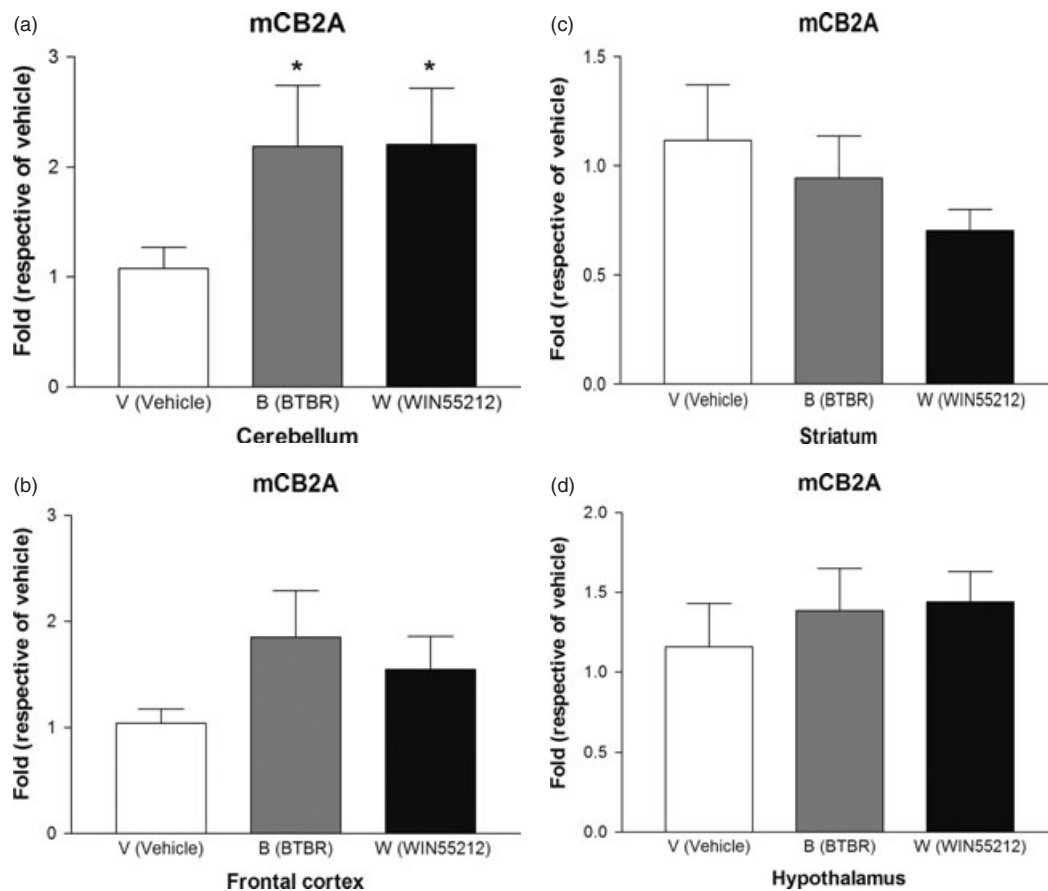 (a)
mCB2A
Fold (respective of vehicle)
3
2
1
0
*
*
V (Vehicle)
B (BTBR)
W (WIN55212)
Cerebellum
(c)
mCB2A
Fold (respective of vehicle)
1.5
1.0
0.5
0.0
V (Vehicle)
B (BTBR)
W (WIN55212)
Striatum
(b)
mCB2A
Fold (respective of vehicle)
3
2
1
0
V (Vehicle)
B (BTBR)
W (WIN55212)
Frontal cortex
(d)
mCB2A
Fold (respective of vehicle)
2.0
1.5
1.0
0.5
0.0
V (Vehicle)
B (BTBR)
W (WIN55212)
Hypothalamus